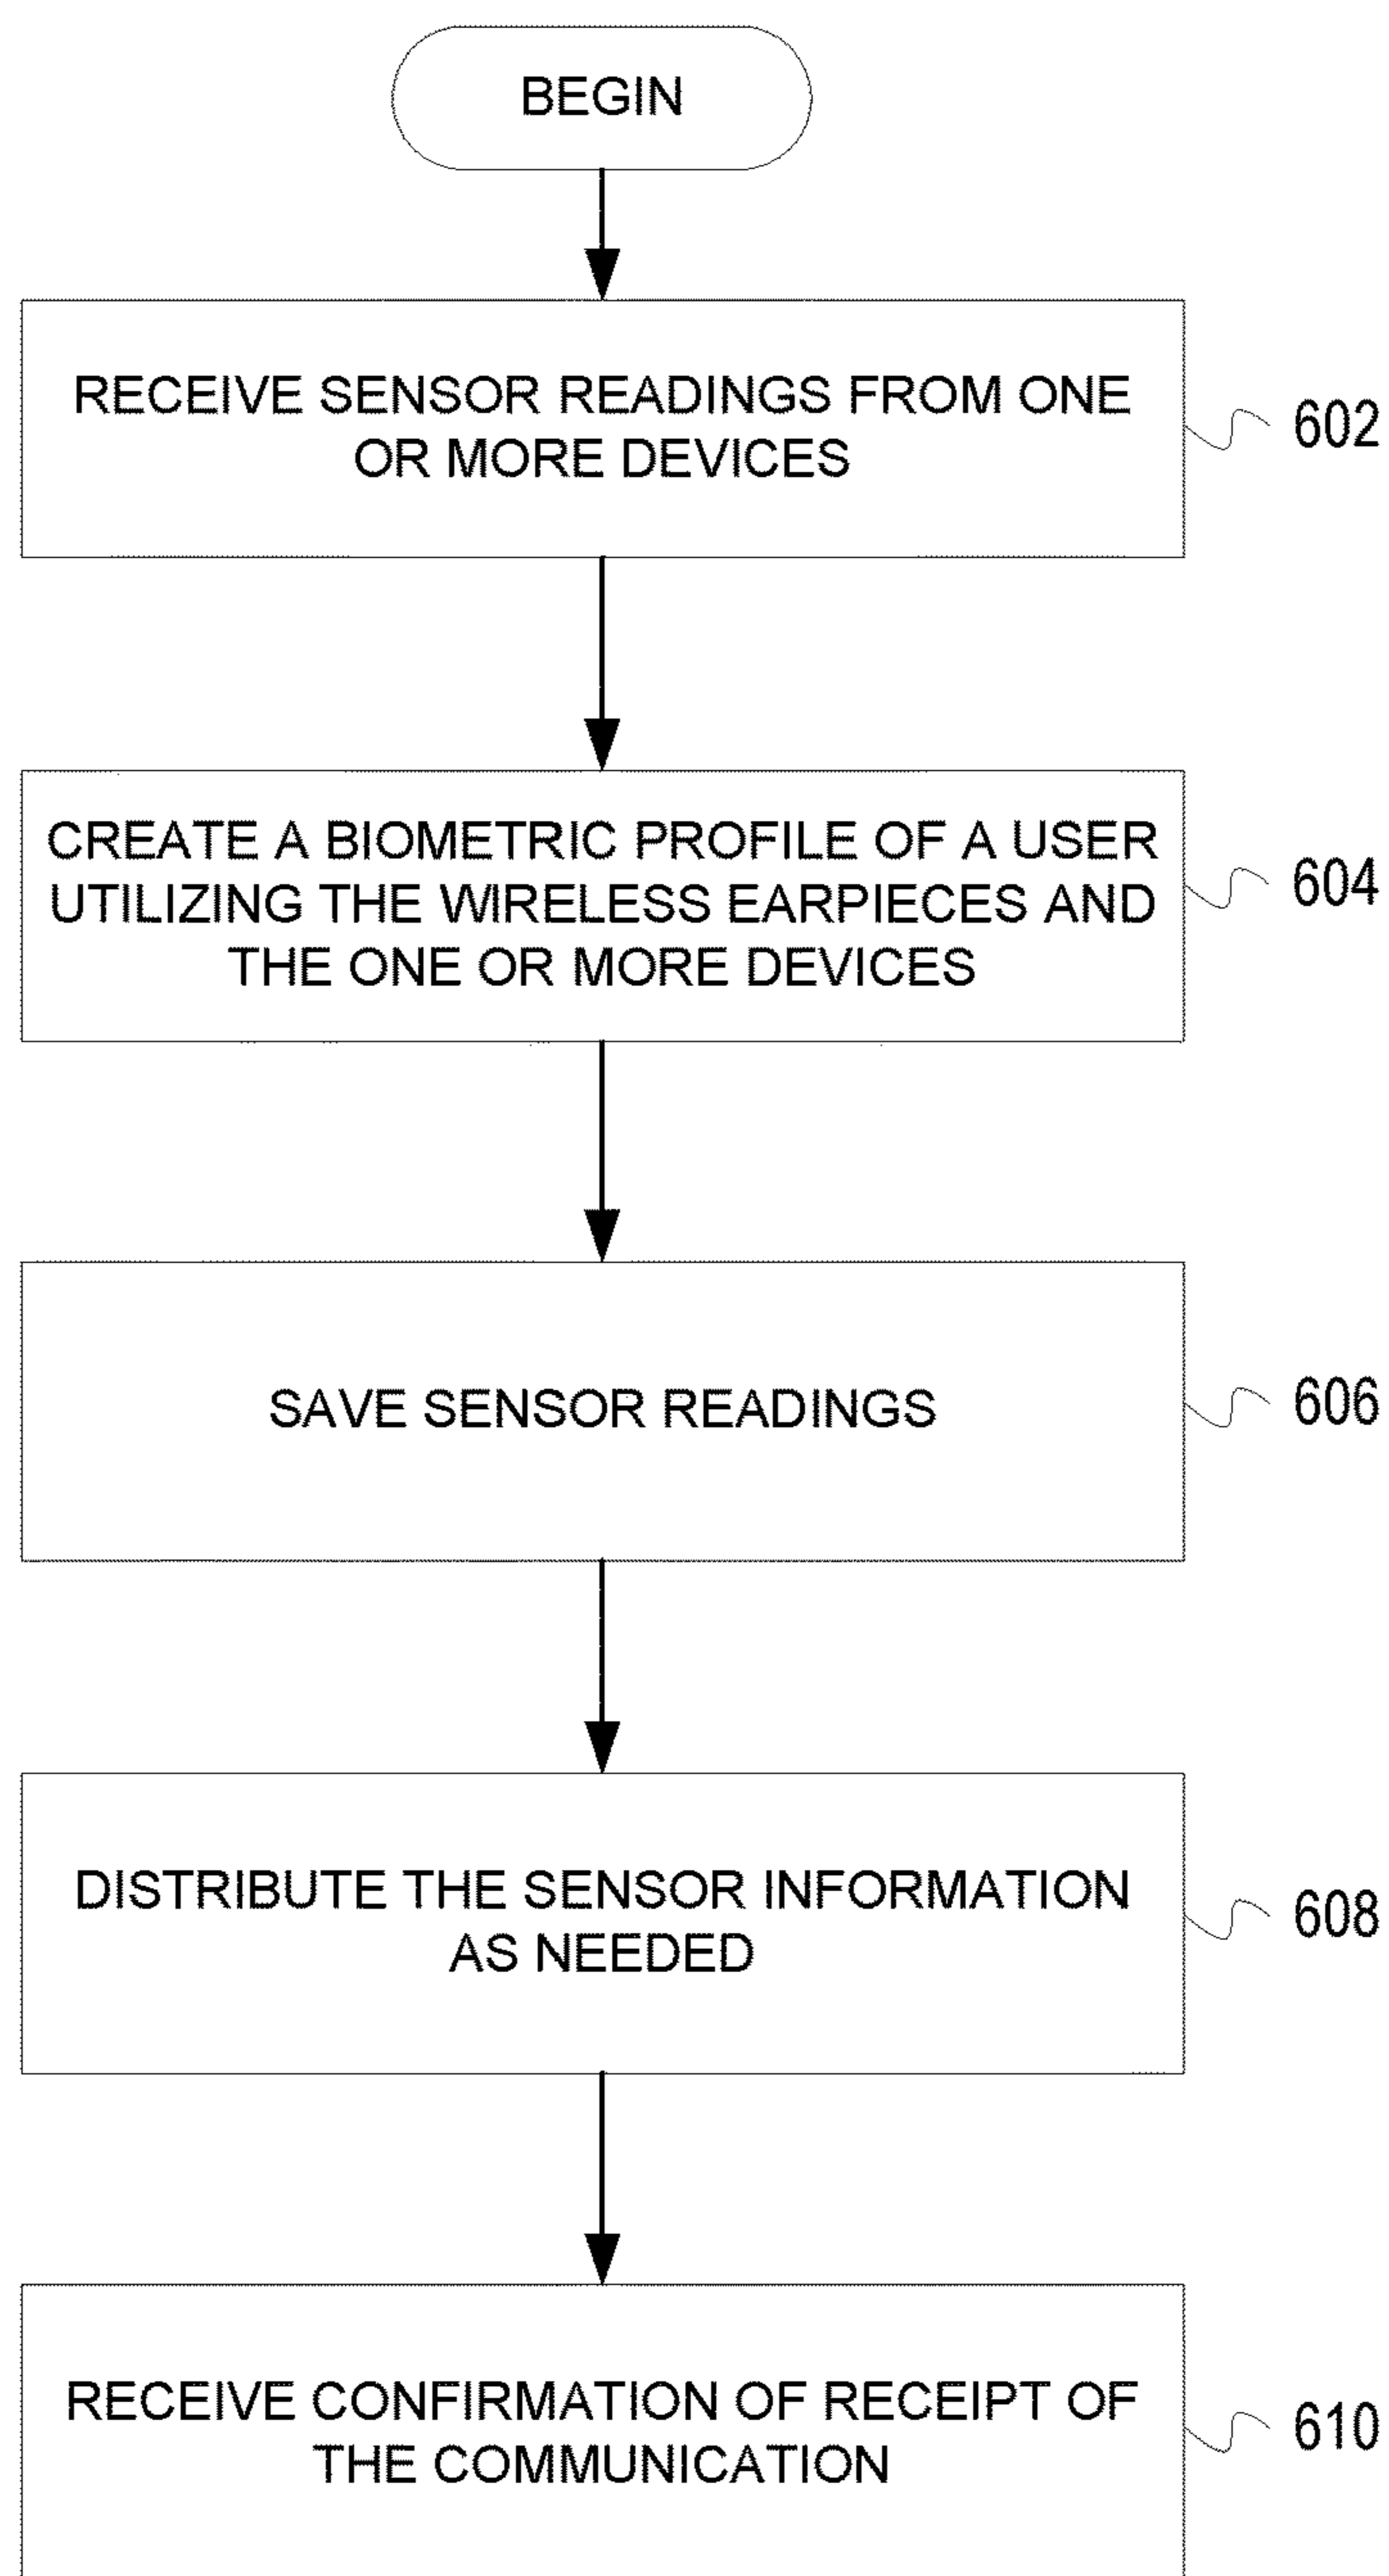 BEGIN
RECEIVE SENSOR READINGS FROM ONE
OR MORE DEVICES
602
CREATE A BIOMETRIC PROFILE OF A USER
UTILIZING THE WIRELESS EARPIECES AND
THE ONE OR MORE DEVICES
604
SAVE SENSOR READINGS
606
DISTRIBUTE THE SENSOR INFORMATION
AS NEEDED
608
RECEIVE CONFIRMATION OF RECEIPT OF
THE COMMUNICATION
610